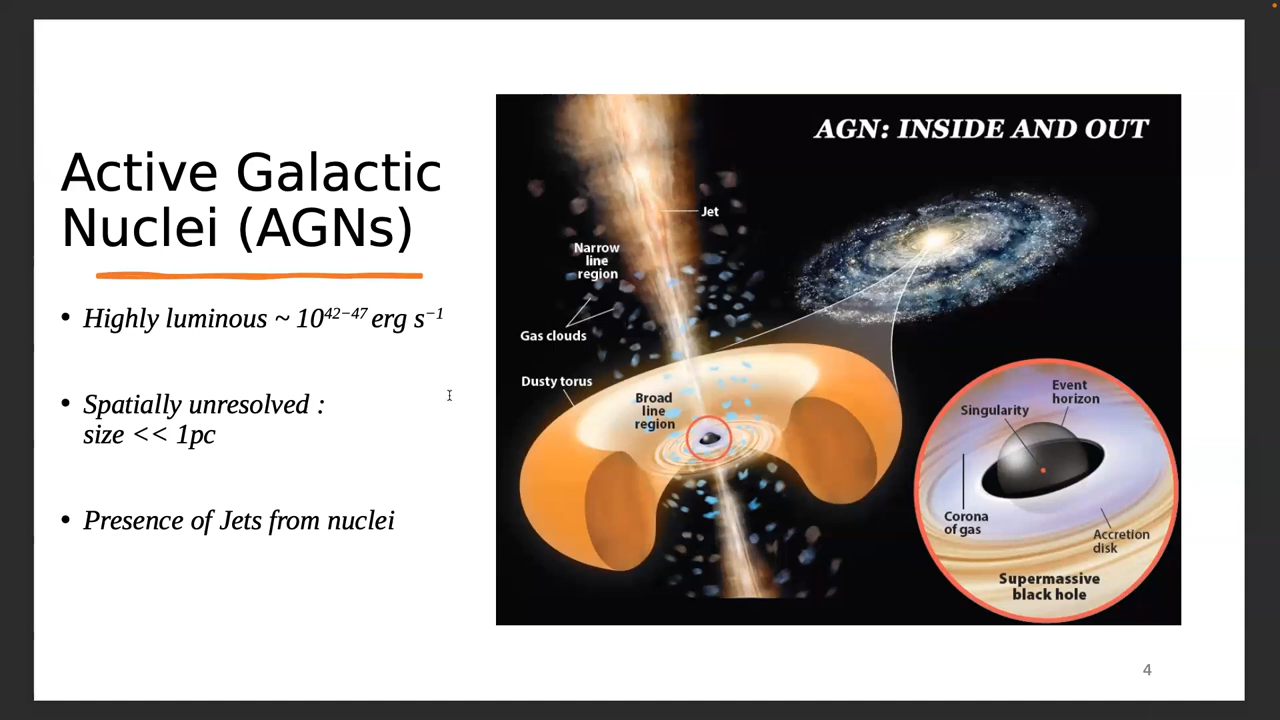 Active Galactic
Nuclei (AGNs)
• Highly luminous ~ 10⁴²⁻⁴⁷ erg s⁻¹
• Spatially unresolved :
size << 1pc
• Presence of Jets from nuclei
AGN: INSIDE AND OUT
Jet
Narrow
line
region
Gas clouds
Dusty torus
Broad
line
region
Event
horizon
Singularity
Corona
of gas
Accretion
disk
Supermassive
black hole
4